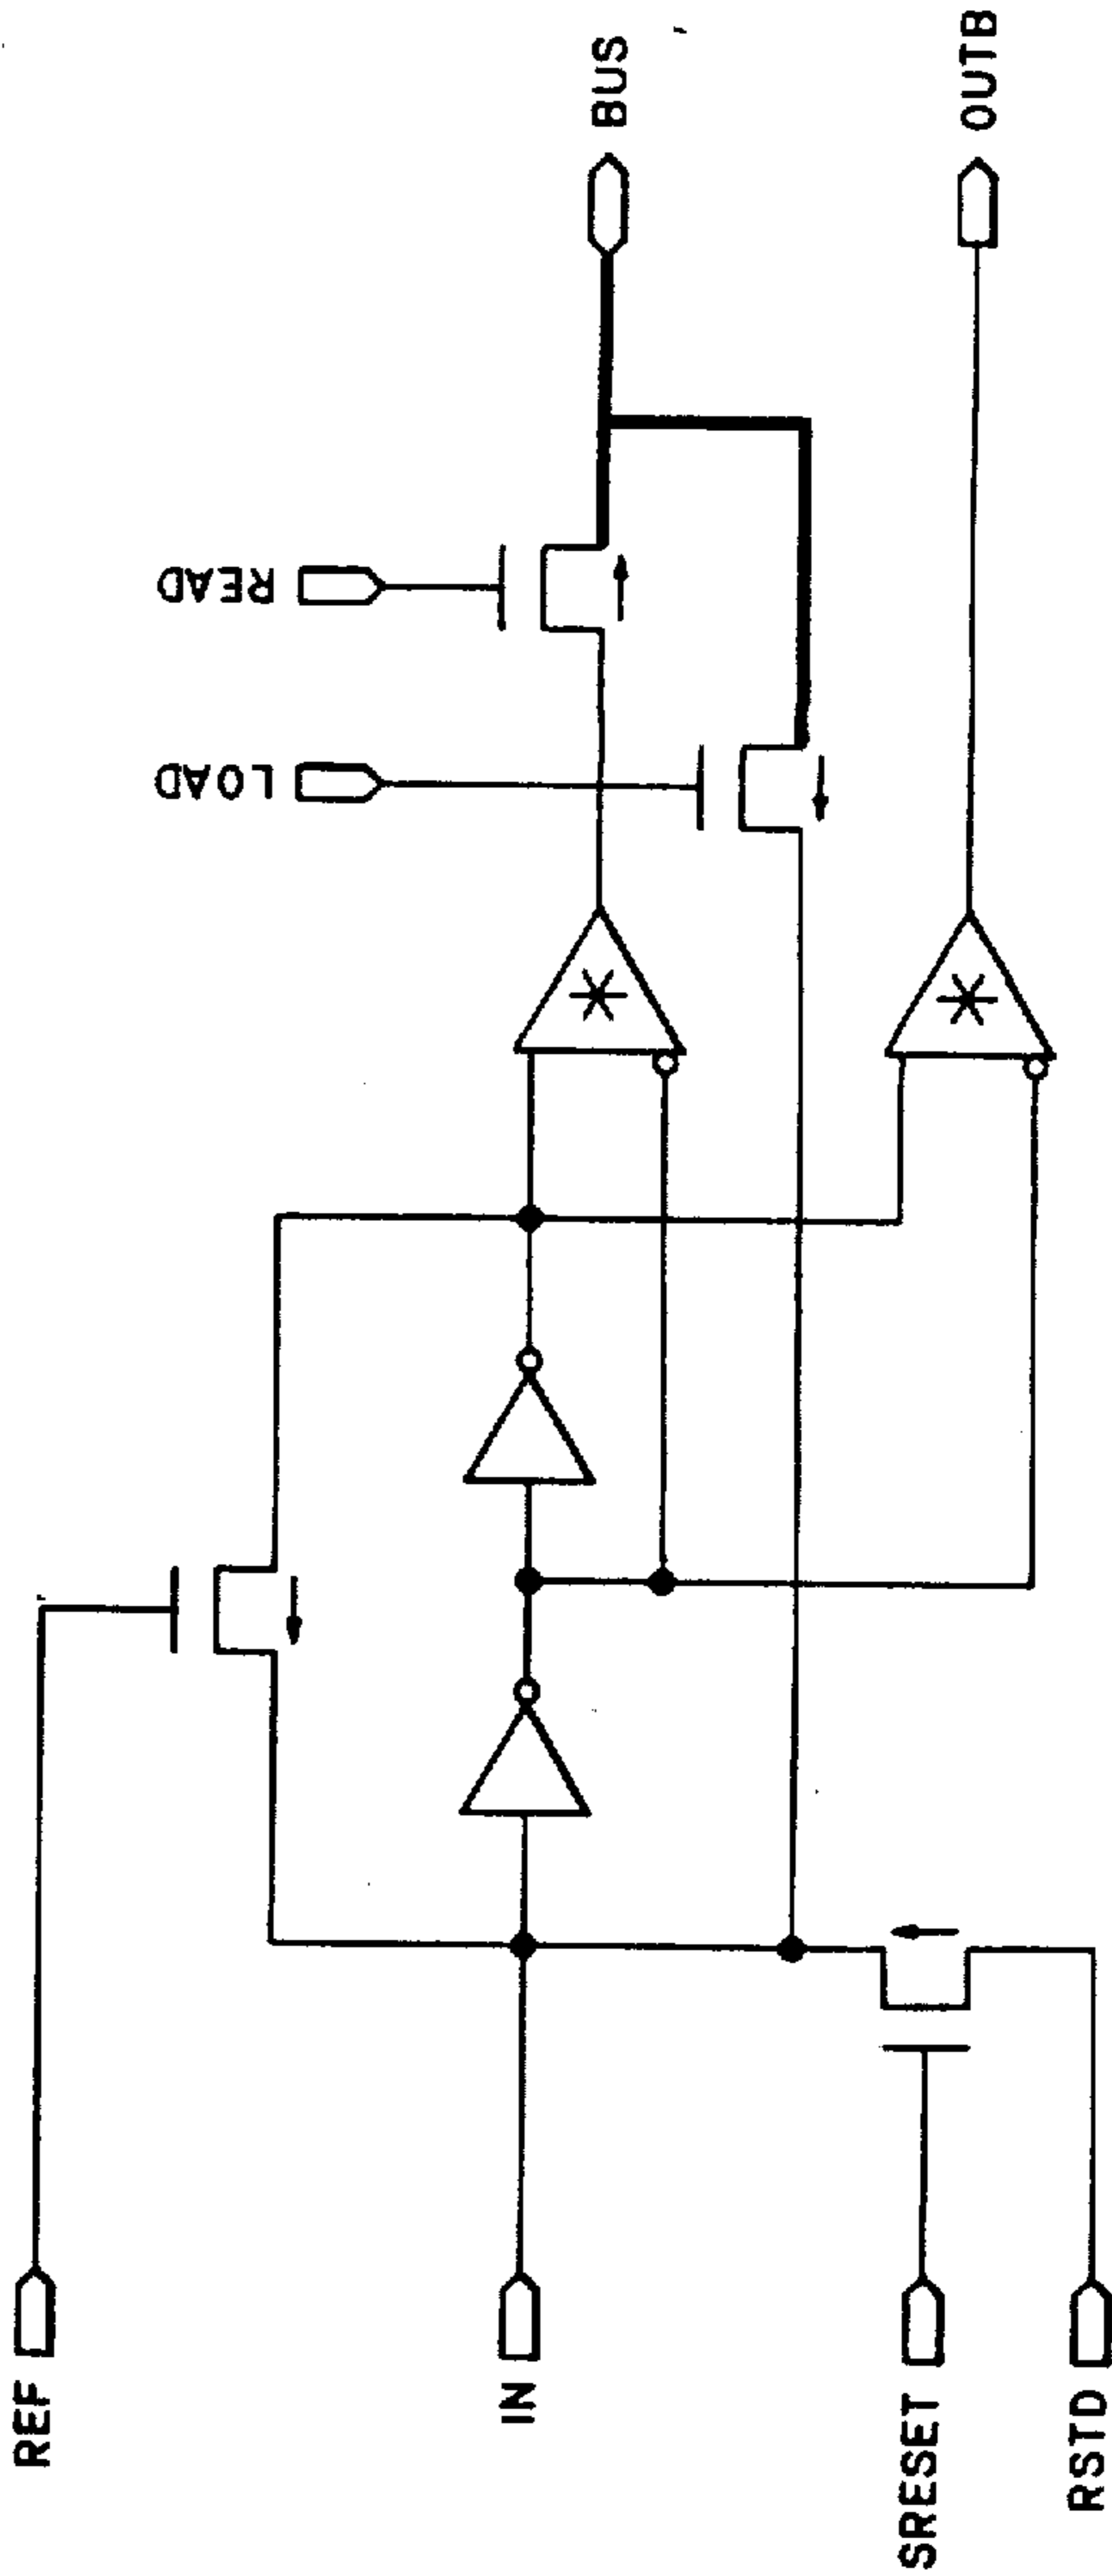 REF
IN
SRESET
RSTD
LOAD
READ
BUS
OUTB